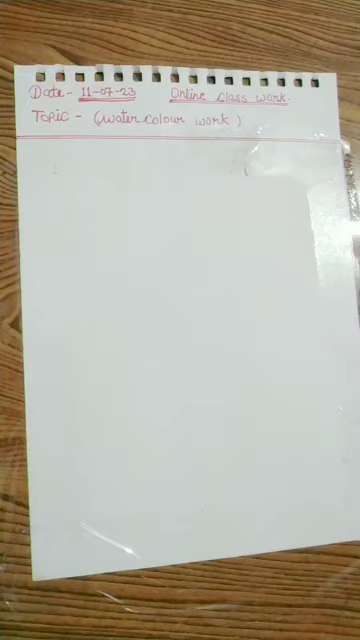 Date- 11-07-23 Online class work.
Topic - (water colour work)